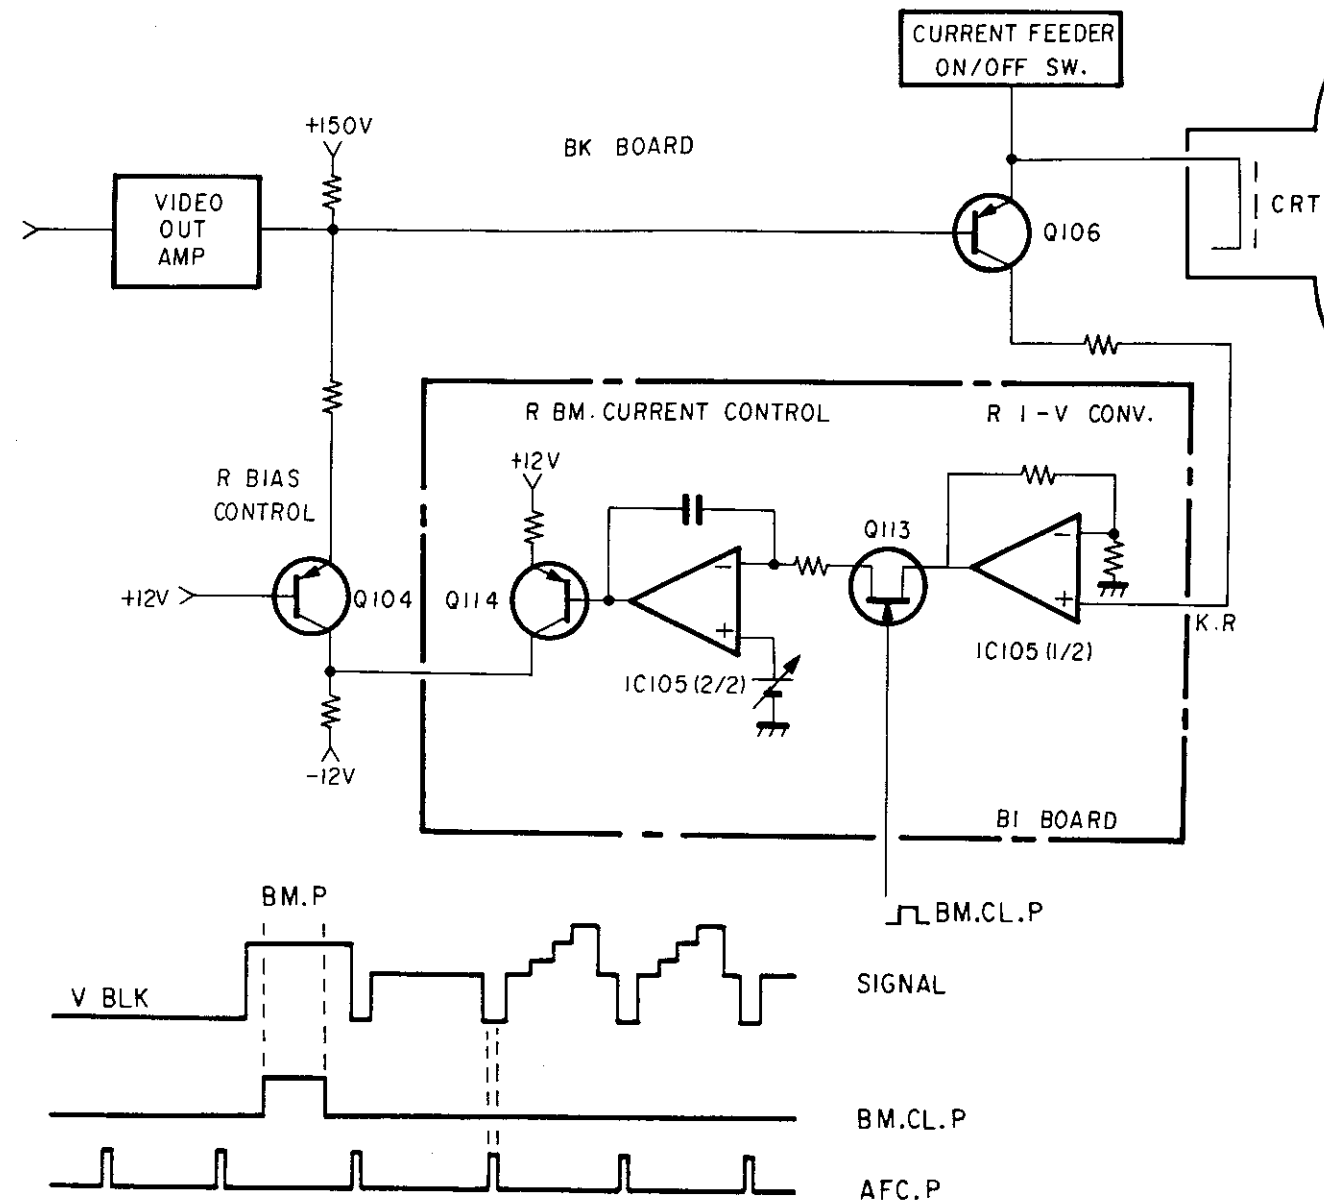 CURRENT FEEDER
ON/OFF SW.
+150V
BK BOARD
VIDEO
OUT
AMP
Q106
CRT
R BM. CURRENT CONTROL
R I-V CONV.
R BIAS
CONTROL
+12V
Q113
-
-
+12V
Q104
Q114
+
+
K.R
IC105(2/2)
IC105(1/2)
-12V
BI BOARD
BM.P
BM.CL.P
V BLK
SIGNAL
BM.CL.P
AFC.P